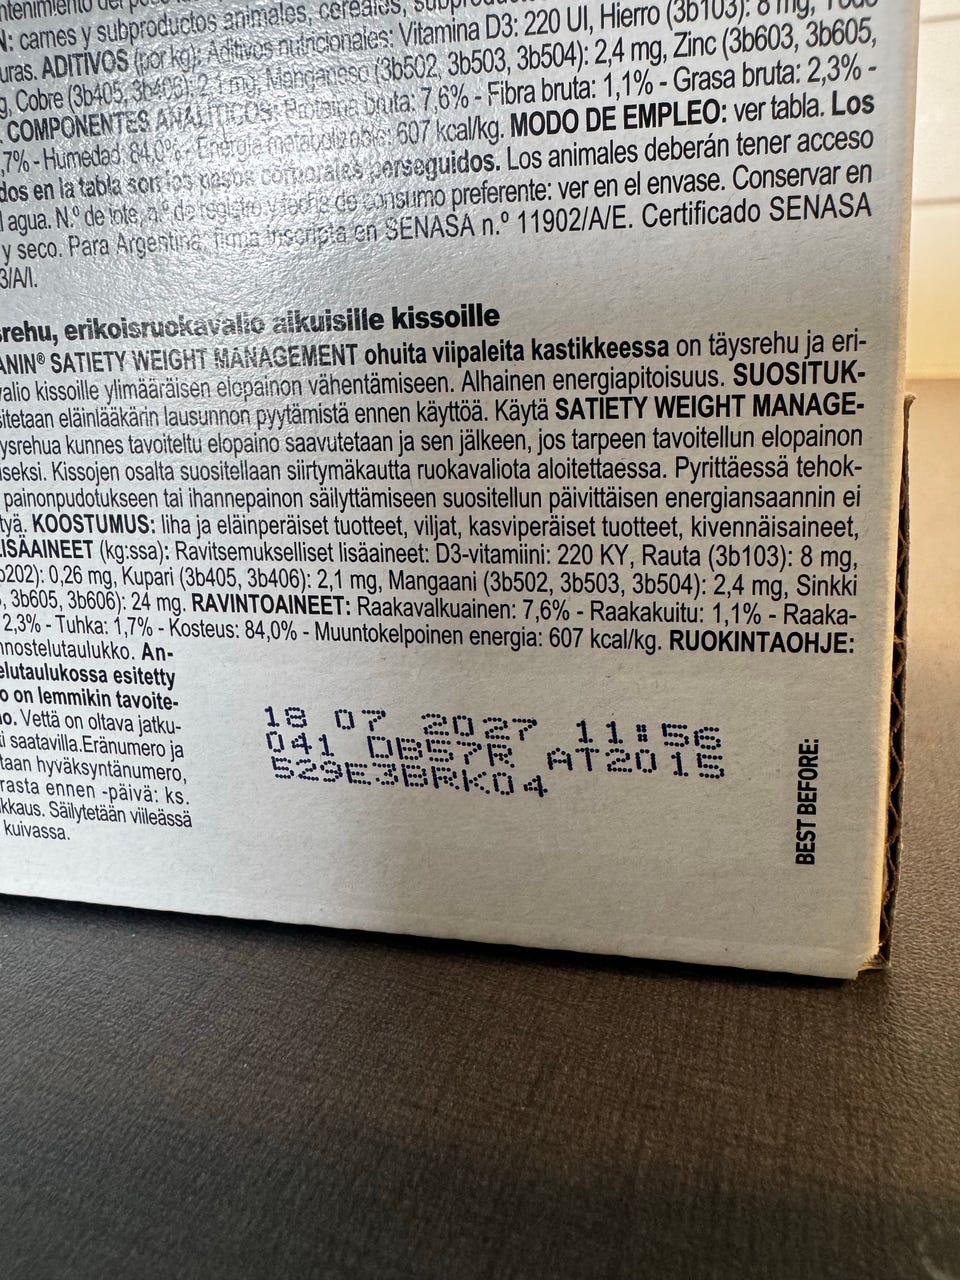 N: carnes y subproductos animales, cereales,
uras. ADITIVOS (por kg): Aditivos nutricionales: Vitamina D3: 220 UI, Hierro (3b103): 8 mg,
g, Cobre (3b405, 3b406): 2,1 mg, Manganeso (3b502, 3b503, 3b504): 2,4 mg, Zinc (3b603, 3b605,
. COMPONENTES ANALÍTICOS: Proteína bruta: 7,6% - Fibra bruta: 1,1% - Grasa bruta: 2,3% -
,7% - Humedad: 84,0% - Energía metabolizable: 607 kcal/kg. MODO DE EMPLEO: ver tabla. Los
dos en la tabla son los pesos corporales perseguidos. Los animales deberán tener acceso
l agua. N.º de lote, n.º de registro y fecha de consumo preferente: ver en el envase. Conservar en
y seco. Para Argentina: firma inscripta en SENASA n.º 11902/A/E. Certificado SENASA
3/A/I.
srehu, erikoisruokavalio aikuisille kissoille
ANIN® SATIETY WEIGHT MANAGEMENT ohuita viipaleita kastikkeessa on täysrehu ja eri-
valio kissoille ylimääräisen elopainon vähentämiseen. Alhainen energiapitoisuus. SUOSITUK-
sitetaan eläinlääkärin lausunnon pyytämistä ennen käyttöä. Käytä SATIETY WEIGHT MANAGE-
ysrehua kunnes tavoiteltu elopaino saavutetaan ja sen jälkeen, jos tarpeen tavoitellun elopainon
iseksi. Kissojen osalta suositellaan siirtymäkautta ruokavaliota aloitettaessa. Pyrittäessä tehok-
painonpudotukseen tai ihannepainon säilyttämiseen suositellun päivittäisen energiansaannin ei
tyä. KOOSTUMUS: liha ja eläinperäiset tuotteet, viljat, kasviperäiset tuotteet, kivennäisaineet,
LISÄAINEET (kg:ssa): Ravitsemukselliset lisäaineet: D3-vitamiini: 220 KY, Rauta (3b103): 8 mg,
b202): 0,26 mg, Kupari (3b405, 3b406): 2,1 mg, Mangaani (3b502, 3b503, 3b504): 2,4 mg, Sinkki
, 3b605, 3b606): 24 mg. RAVINTOAINEET: Raakavalkuainen: 7,6% - Raakakuitu: 1,1% - Raaka-
2,3% - Tuhka: 1,7% - Kosteus: 84,0% - Muuntokelpoinen energia: 607 kcal/kg. RUOKINTAOHJE:
nnostelutaulukko. An-
elutaulukossa esitetty
o on lemmikin tavoite-
no. Vettä on oltava jatku-
i saatavilla.Eränumero ja
taan hyväksyntänumero,
rasta ennen -päivä: ks.
kkaus. Säilytetään viileässä
kuivassa.
18 07 2027 11:56
041 DB57R AT2015
529E3BRK04
BEST BEFORE: